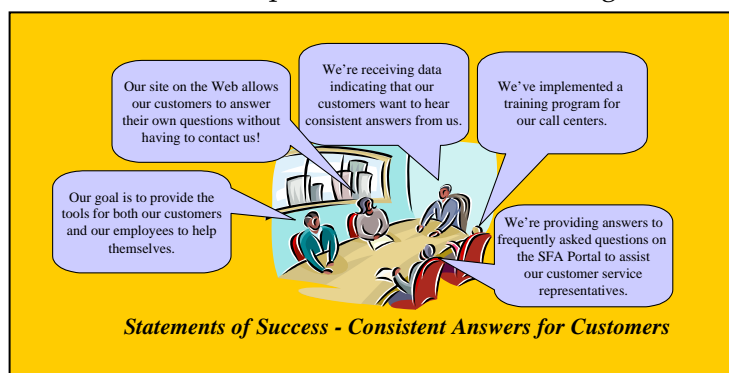 Our site on the Web allows
our customers to answer
their own questions without
having to contact us!
We're receiving data
indicating that our
customers want to hear
consistent answers from us.
We've implemented a
training program for
our call centers.
Our goal is to provide the
tools for both our customers
and our employees to help
themselves.
We're providing answers to
frequently asked questions on
the SFA Portal to assist
our customer service
representatives.
Statements of Success - Consistent Answers for Customers